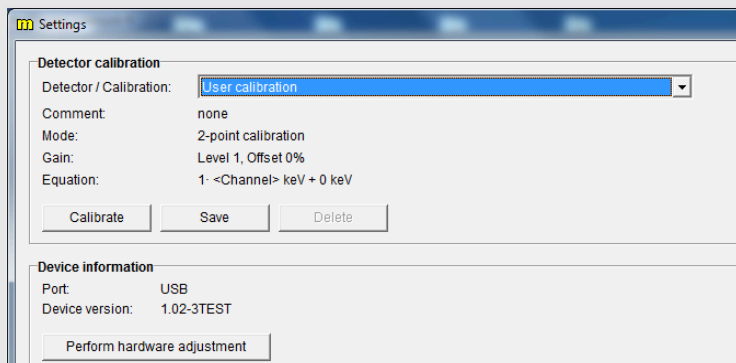 m Settings
Detector calibration
Detector / Calibration: User calibration
Comment: none
Mode: 2-point calibration
Gain: Level 1, Offset 0%
Equation: 1· <Channel> keV + 0 keV
Calibrate Save Delete
Device information
Port: USB
Device version: 1.02-3TEST
Perform hardware adjustment